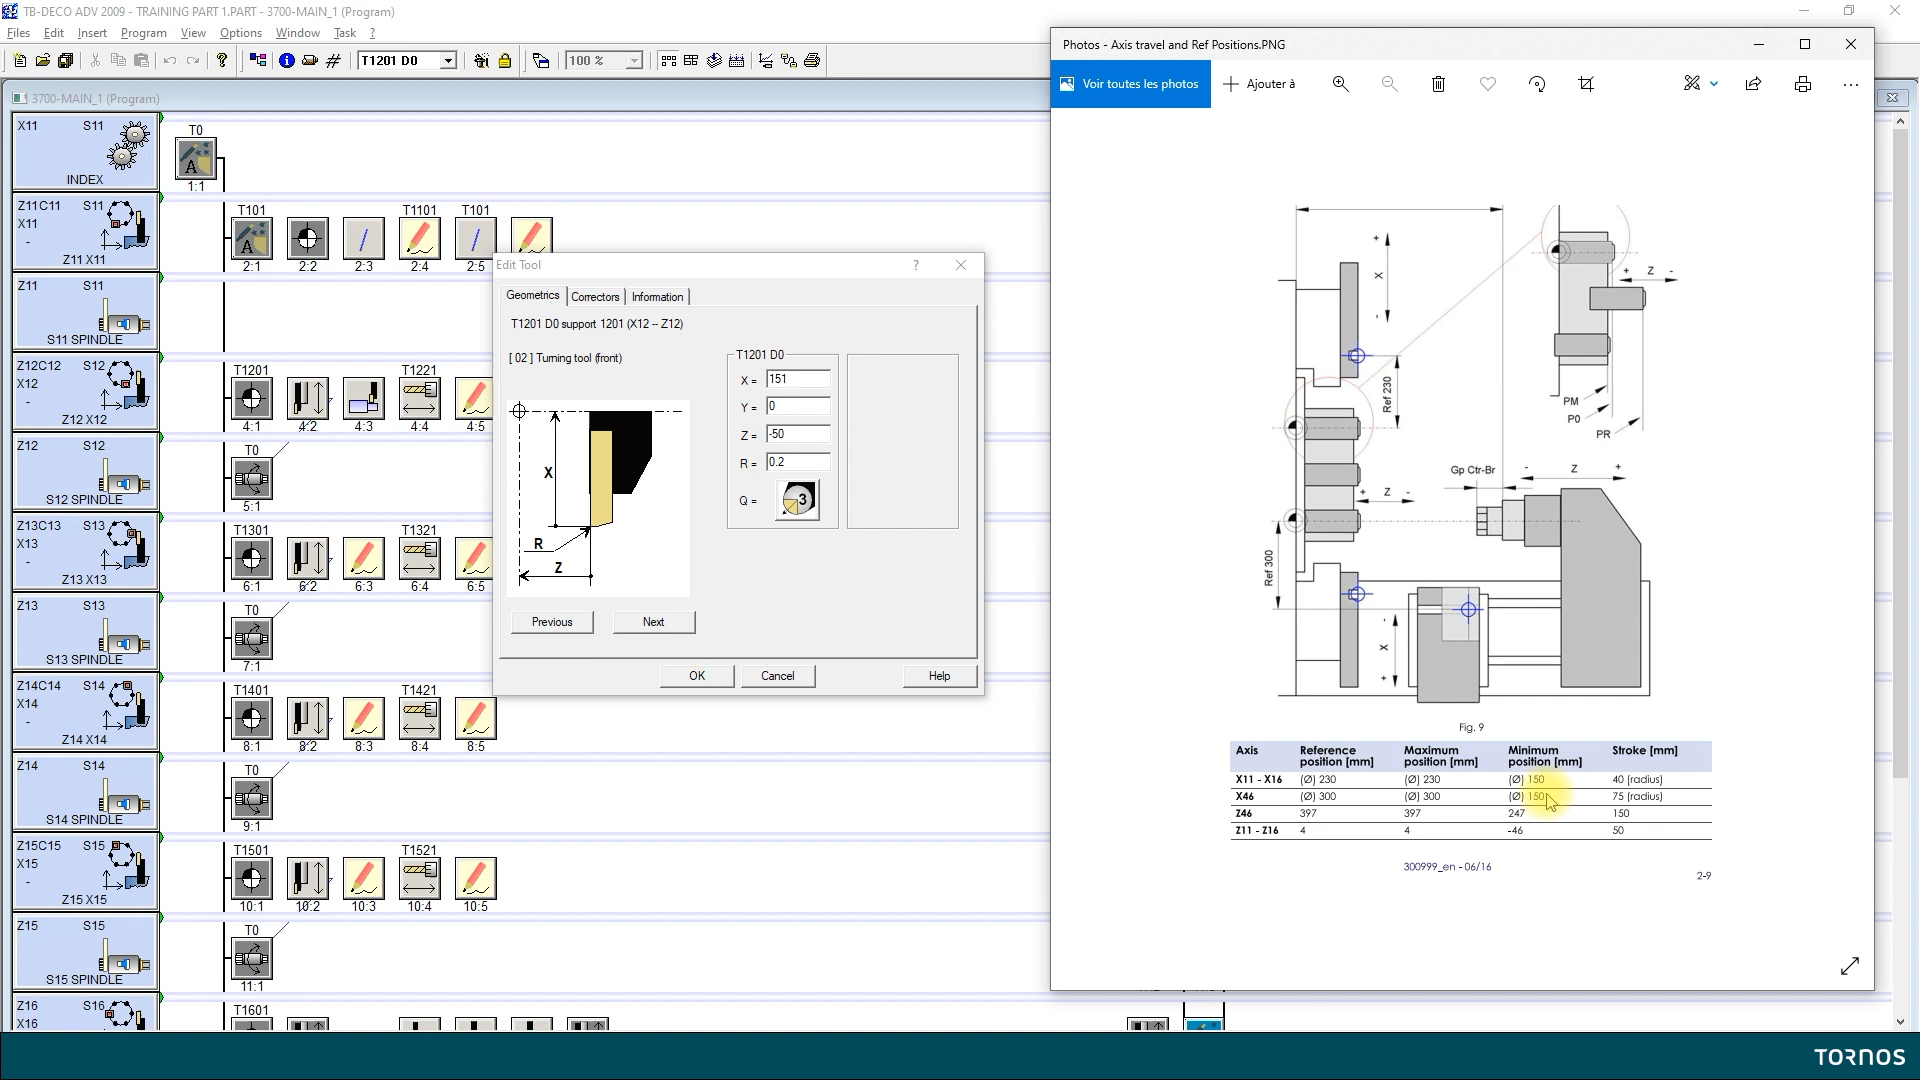 TB-DECO ADV 2009 - TRAINING PART 1.PART - 3700-MAIN_1 (Program)
Files Edit Insert Program View Options Window Task ?
T1201 D0
100 %
3700-MAIN_1 (Program)
X11 S11
INDEX
T0
A
1:1
Z11C11 S11
X11
-
Z11 X11
T101 T1101 T101
A
2:1 2:2 2:3 2:4 2:5
Z11 S11
S11 SPINDLE
Z12C12 S12
X12
-
Z12 X12
T1201 T1221
4:1 4:2 4:3 4:4 4:5
Z12 S12
S12 SPINDLE
T0
5:1
Z13C13 S13
X13
-
Z13 X13
T1301 T1321
6:1 6:2 6:3 6:4 6:5
Z13 S13
S13 SPINDLE
T0
7:1
Z14C14 S14
X14
-
Z14 X14
T1401 T1421
8:1 8:2 8:3 8:4 8:5
Z14 S14
S14 SPINDLE
T0
9:1
Z15C15 S15
X15
-
Z15 X15
T1501 T1521
10:1 10:2 10:3 10:4 10:5
Z15 S15
S15 SPINDLE
T0
11:1
Z16 S16
X16
T1601
Edit Tool
?
Geometrics Correctors Information
T1201 D0 support 1201 (X12 -- Z12)
[ 02 ] Turning tool (front)
T1201 D0
X = 151
Y = 0
Z = -50
R = 0.2
Q = 3
X
R
Z
Previous Next
OK Cancel Help
Photos - Axis travel and Ref Positions.PNG
Voir toutes les photos
Ajouter à
+
X
-
+ Z -
Ref 230
PM
P0
PR
Gp Ctr-Br
- Z +
+ Z -
Ref 300
-
X
+
Fig. 9
Axis Reference position [mm] Maximum position [mm] Minimum position [mm] Stroke [mm]
X11 - X16 (Ø) 230 (Ø) 230 (Ø) 150 40 (radius)
X46 (Ø) 300 (Ø) 300 (Ø) 150 75 (radius)
Z46 397 397 247 150
Z11 - Z16 4 4 -46 50
300999_en - 06/16
2-9
TORNOS